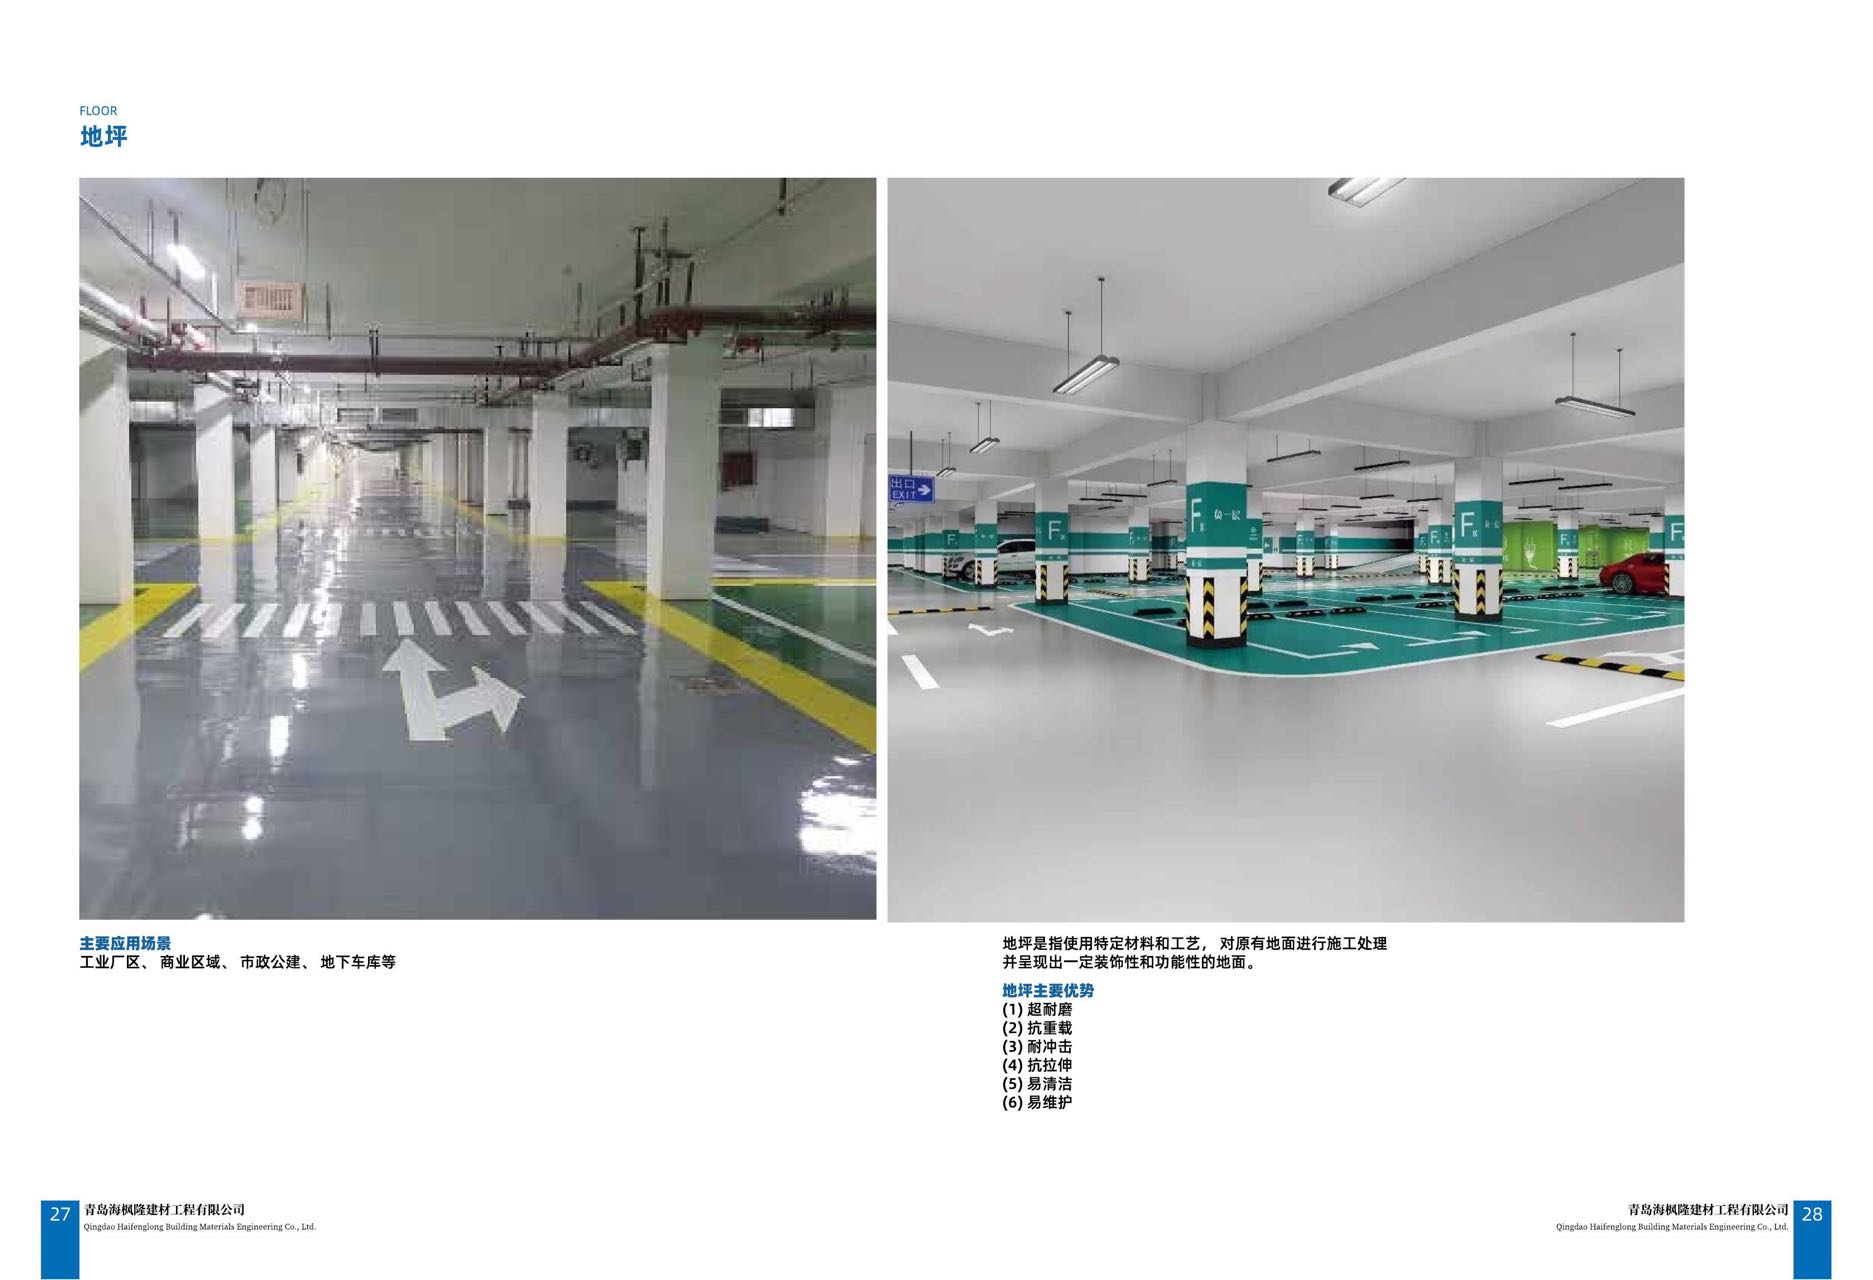 FLOOR
地坪
出口
EXIT
F
F
F
F
F
F
主要应用场景
工业厂区、 商业区域、 市政公建、 地下车库等
地坪是指使用特定材料和工艺， 对原有地面进行施工处理
并呈现出一定装饰性和功能性的地面。
地坪主要优势
(1) 超耐磨
(2) 抗重载
(3) 耐冲击
(4) 抗拉伸
(5) 易清洁
(6) 易维护
27
青岛海枫隆建材工程有限公司
Qingdao Haifenglong Building Materials Engineering Co., Ltd.
青岛海枫隆建材工程有限公司
Qingdao Haifenglong Building Materials Engineering Co., Ltd.
28